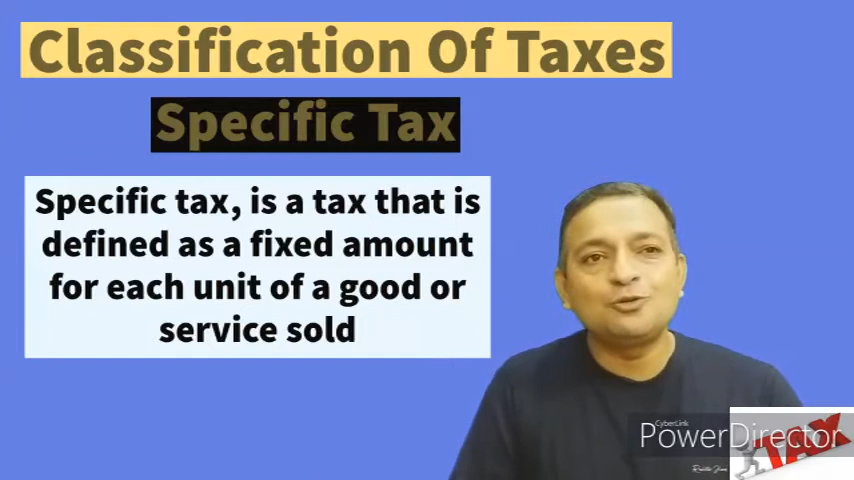 Classification Of Taxes
Specific Tax
Specific tax, is a tax that is
defined as a fixed amount
for each unit of a good or
service sold
CyberLink
PowerDirector
TAX